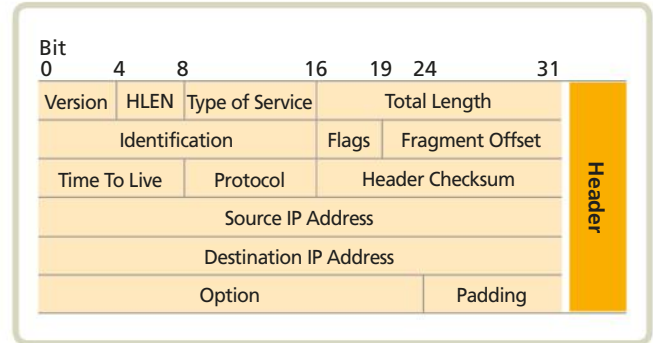 Bit
0 4 8 16 19 24 31
Version HLEN Type of Service Total Length
Identification Flags Fragment Offset
Time To Live Protocol Header Checksum
Source IP Address
Destination IP Address
Option Padding
Header